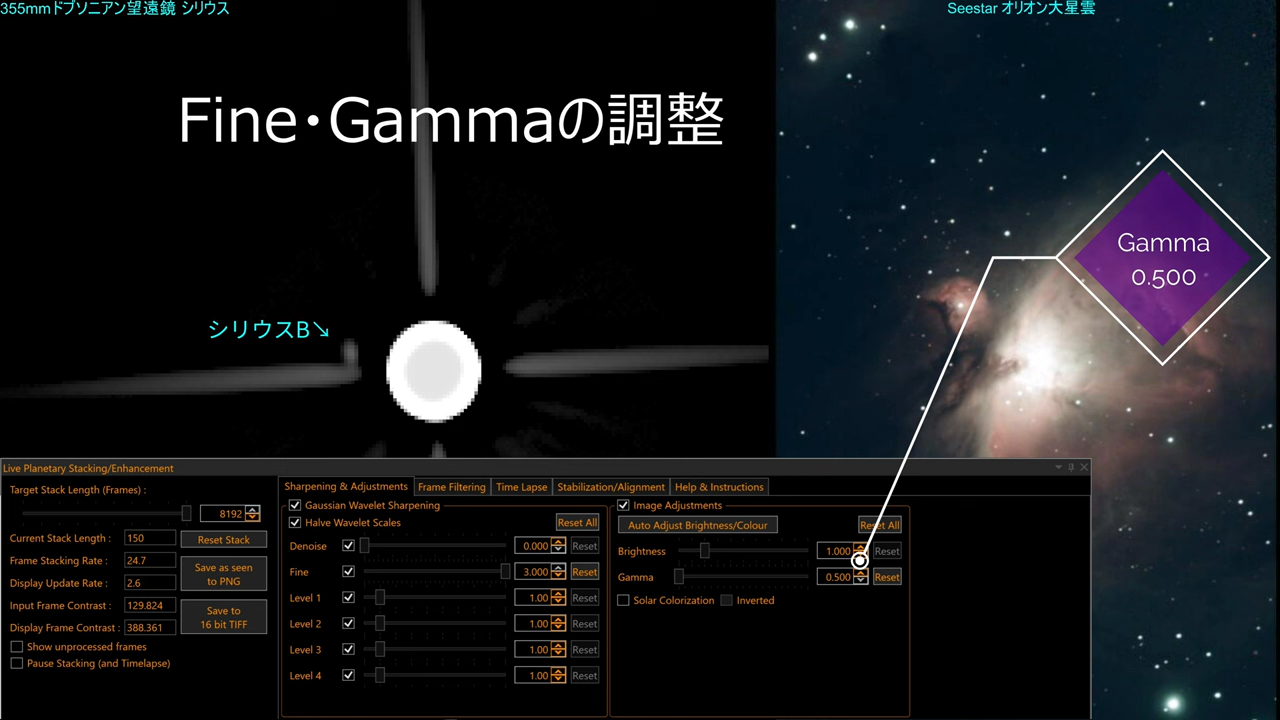 355mmドブソニアン望遠鏡 シリウス
Seestar オリオン大星雲
Fine・Gammaの調整
Gamma
0.500
シリウスB↘
Live Planetary Stacking/Enhancement
Target Stack Length (Frames) :
8192
Current Stack Length :
150
Reset Stack
Frame Stacking Rate :
24.7
Save as seen
to PNG
Display Update Rate :
2.6
Input Frame Contrast :
129.824
Save to
16 bit TIFF
Display Frame Contrast :
388.361
Show unprocessed frames
Pause Stacking (and Timelapse)
Sharpening & Adjustments
Frame Filtering
Time Lapse
Stabilization/Alignment
Help & Instructions
Gaussian Wavelet Sharpening
Halve Wavelet Scales
Reset All
Denoise
0.000
Reset
Fine
3.000
Reset
Level 1
1.00
Reset
Level 2
1.00
Reset
Level 3
1.00
Reset
Level 4
1.00
Reset
Image Adjustments
Auto Adjust Brightness/Colour
Reset All
Brightness
1.000
Reset
Gamma
0.500
Reset
Solar Colorization
Inverted